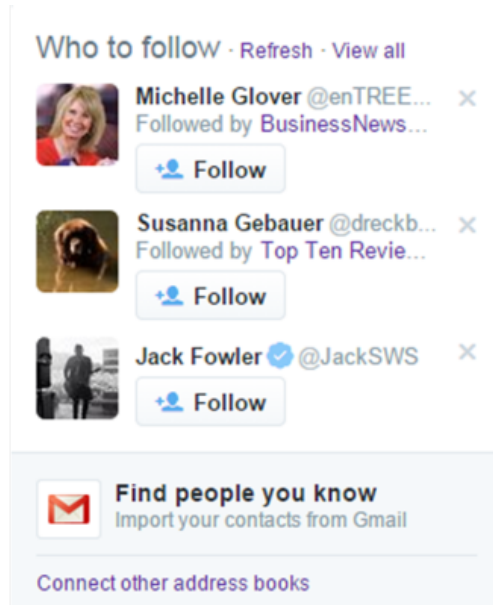 Who to follow · Refresh · View all
Michelle Glover @enTREE...
Followed by BusinessNews...
Follow
Susanna Gebauer @dreckb...
Followed by Top Ten Revie...
Follow
Jack Fowler @JackSWS
Follow
Find people you know
Import your contacts from Gmail
Connect other address books